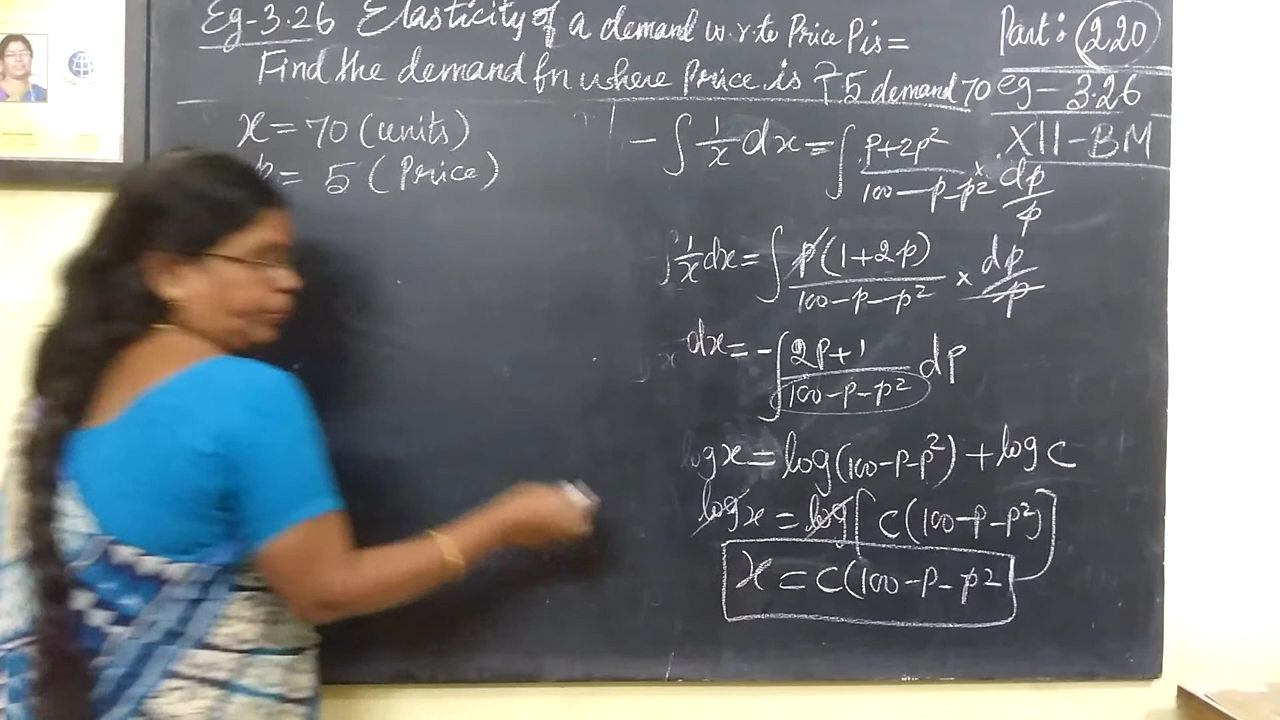 Eg-3.26 Elasticity of a demand w.r.to Price P is =
Part: 220
Find the demand fn where Price is ₹5 demand 70
eg - 3.26
XII-BM
x = 70 (units)
p = 5 (Price)
- ∫ 1/x dx = ∫ p+2p²/100-p-p² × dp/p
∫ 1/x dx = ∫ p(1+2p)/100-p-p² × dp/p
dx = -∫ 2p+1/100-p-p² dp
log x = log(100-p-p²) + log c
log x = log[c(100-p-p²)]
x = c(100-p-p²